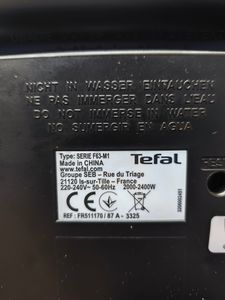 NICHT IN WASSER EINTAUCHEN
NE PAS IMMERGER DANS L'EAU
DO NOT IMMERSE IN WATER
NO SUMERGIR EN AGUA
Type: SERIE F63-M1
Made in CHINA
www.tefal.com
Tefal
Groupe SEB – Rue du Triage
21120 Is-sur-Tille – France
220-240V~ 50-60Hz 2000-2400W
REF : FR511170 / 87 A - 3325